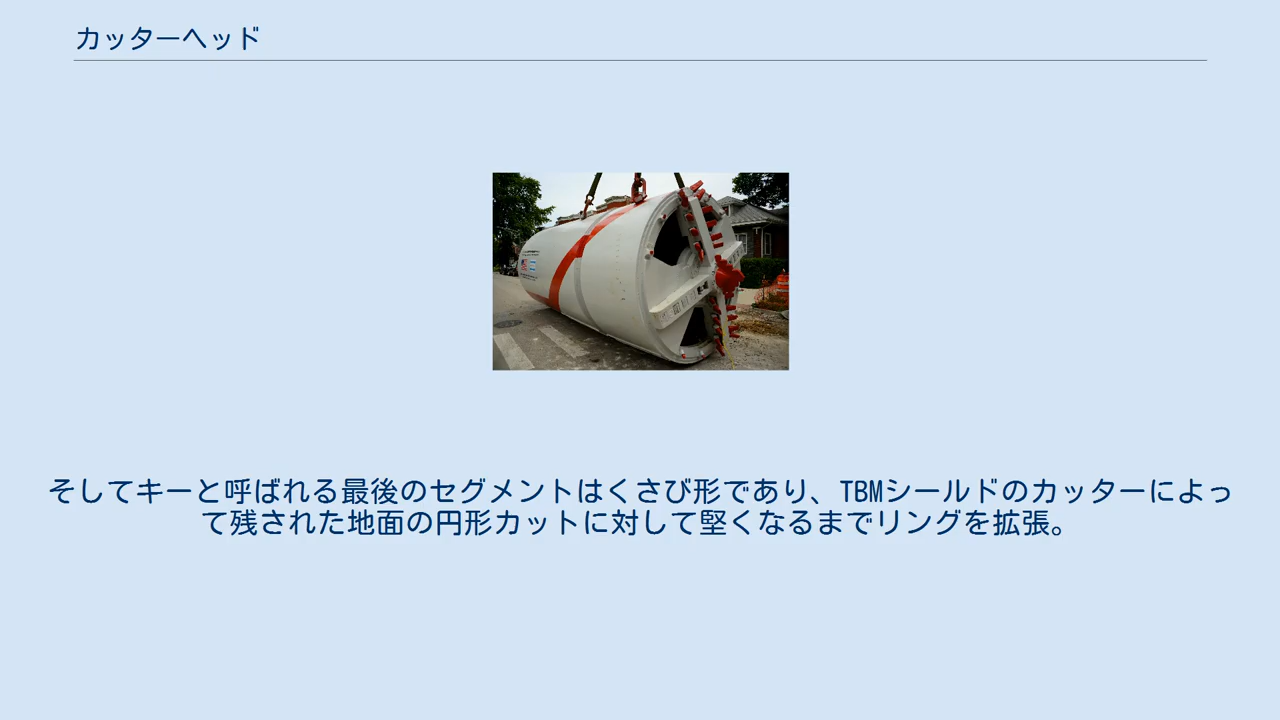 カッターヘッド
そしてキーと呼ばれる最後のセグメントはくさび形であり、TBMシールドのカッターによっ
て残された地面の円形カットに対して堅くなるまでリングを拡張。